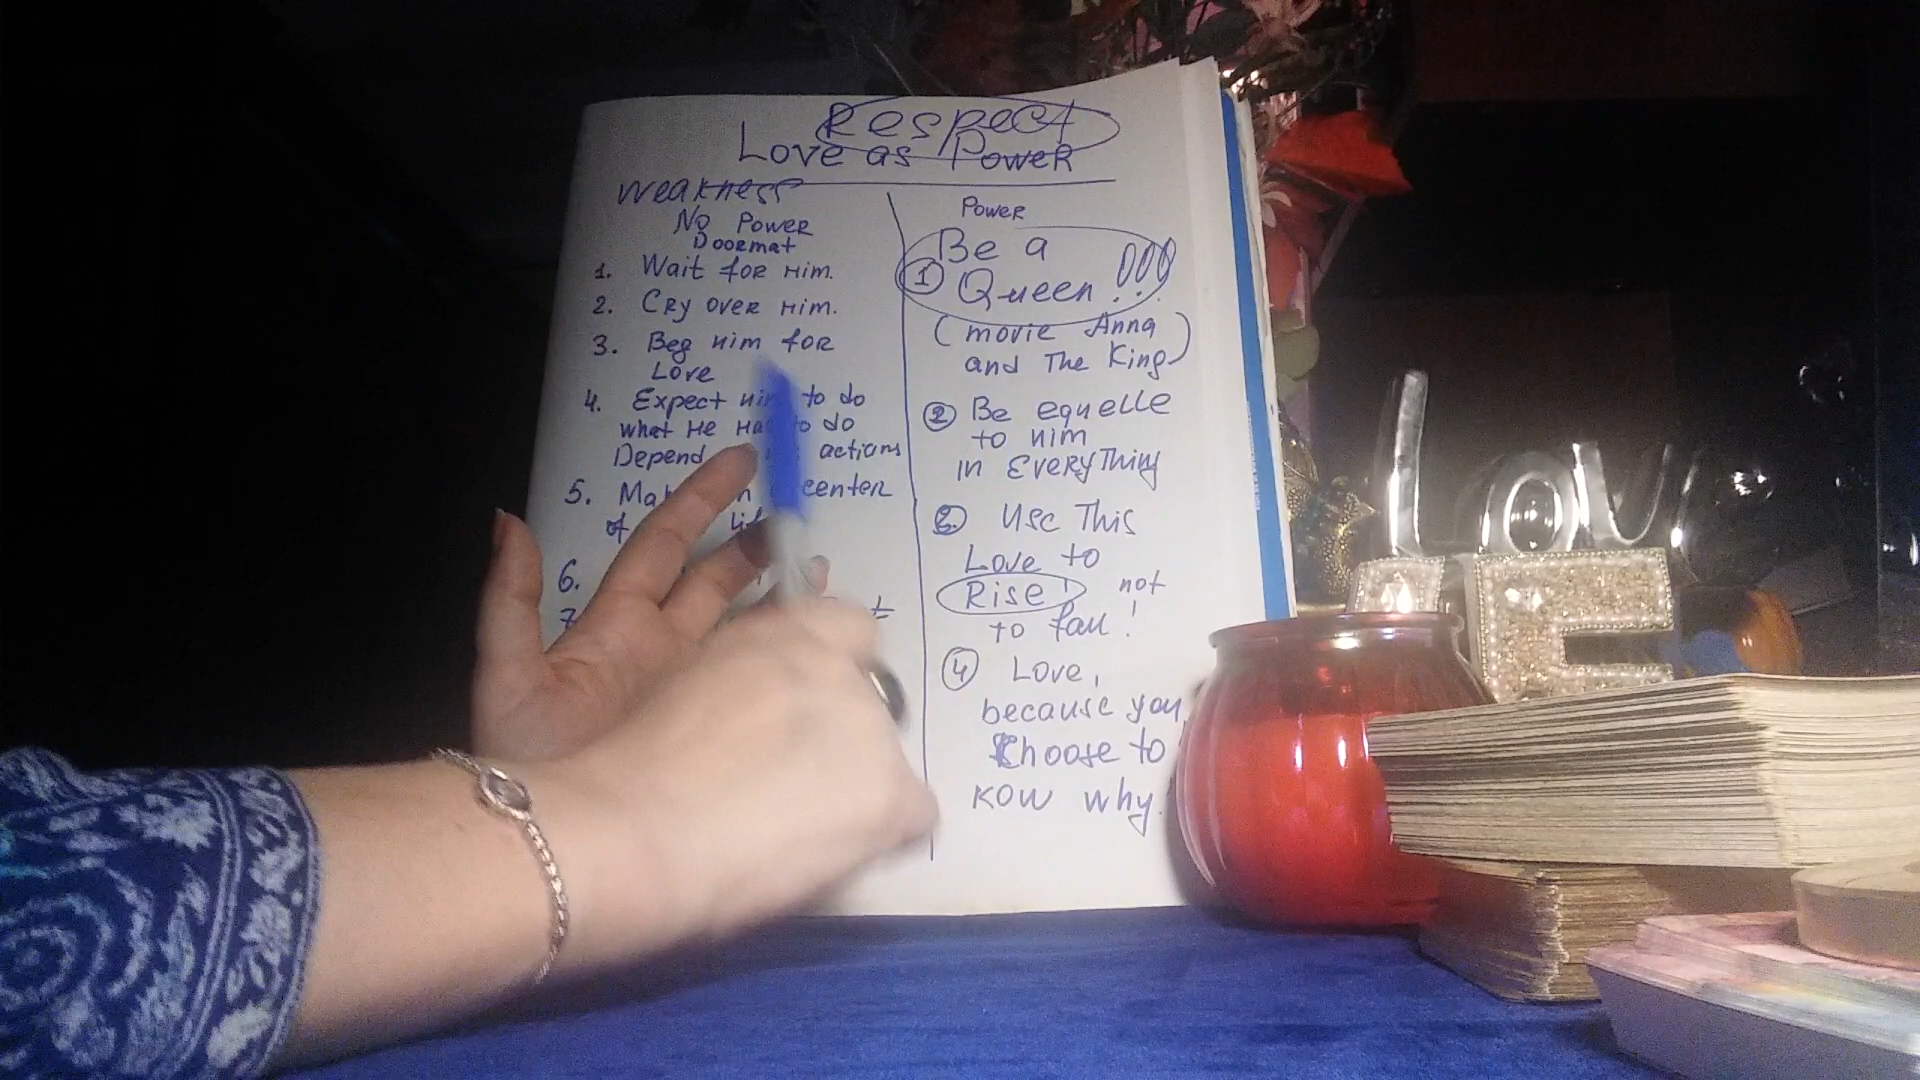 Respect
Love as Power
Weakness
No Power
Doormat
1. Wait for Him.
2. Cry over Him.
3. Beg Him for
Love
4. Expect to do
what He to do
Depend actions
5. center
of
6.
7.
Power
Be a
① Queen !!!
(movie Anna
and The King)
② Be equelle
to Him
in EveryThing
3. Use This
Love to
Rise! not
to fall!
④ Love,
because you
Choose to
kow why.
LOVE